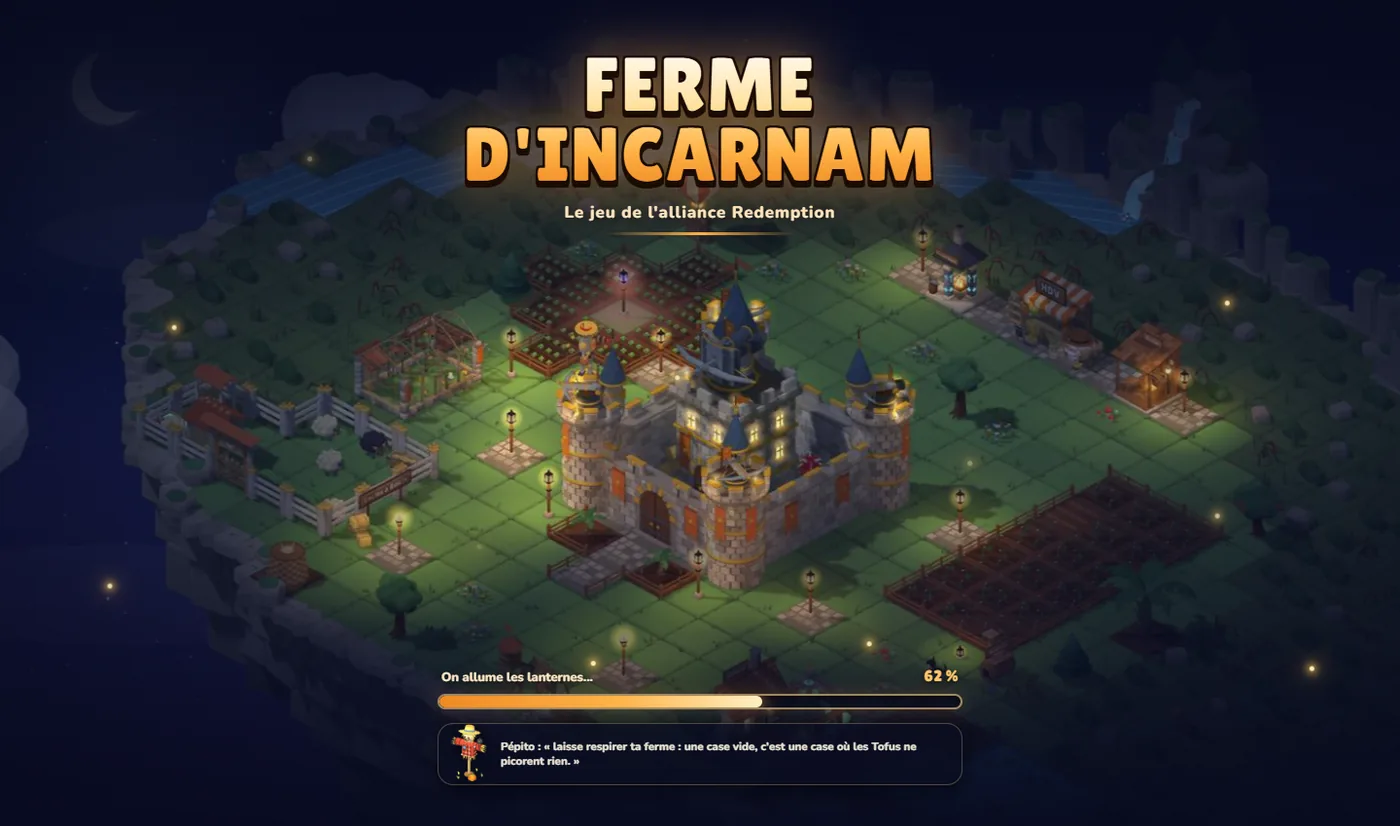 FERME
D'INCARNAM
Le jeu de l'alliance Redemption
HDV
On allume les lanternes...
62 %
Pépito : « laisse respirer ta ferme : une case vide, c'est une case où les Tofus ne
picorent rien. »